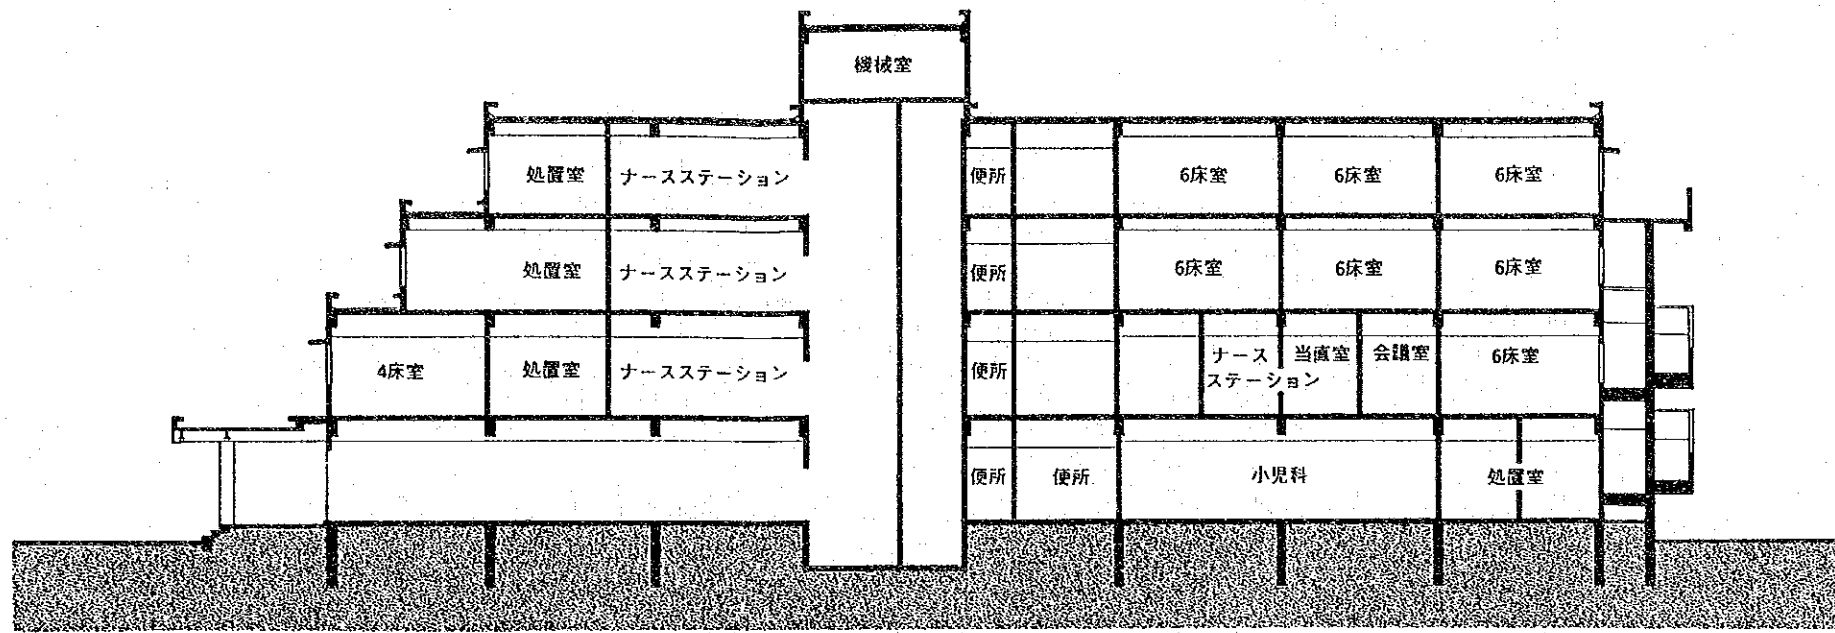 機械室
処置室
ナースステーション
便所
6床室
6床室
6床室
処置室
ナースステーション
便所
6床室
6床室
6床室
4床室
処置室
ナースステーション
便所
ナース
ステーション
当直室
会議室
6床室
便所
便所
小児科
処置室